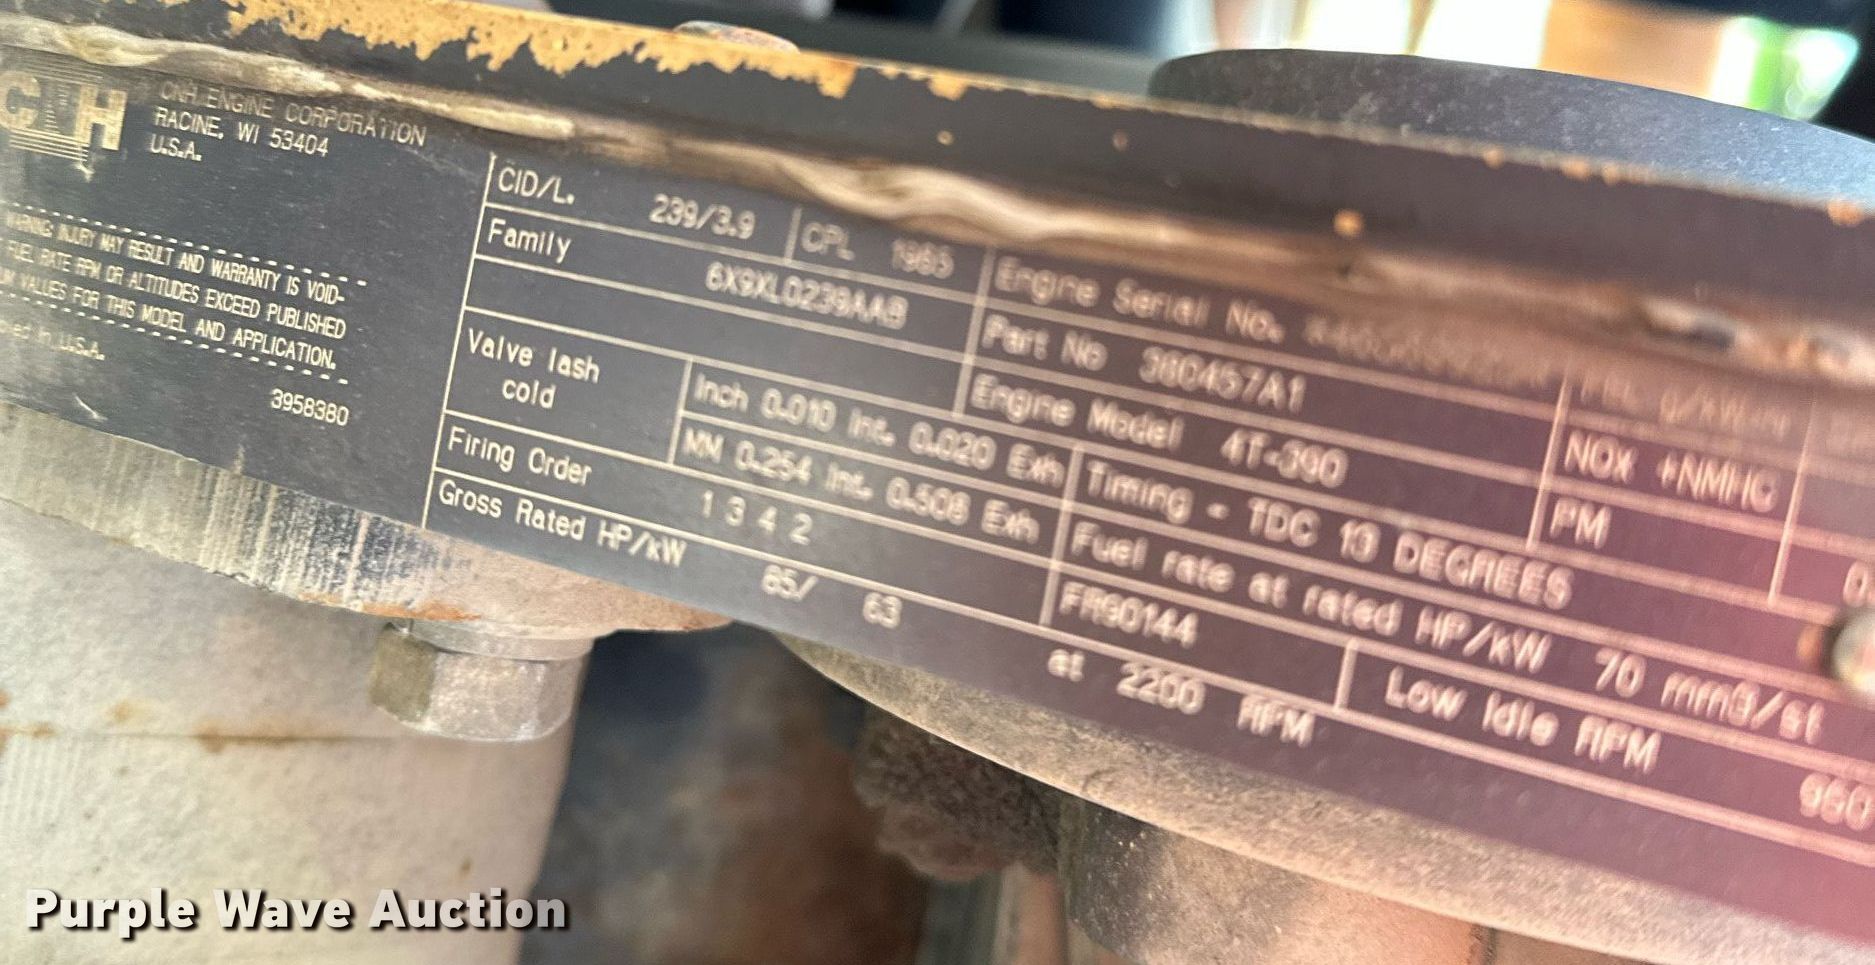 CNH
CNH ENGINE CORPORATION
RACINE, WI 53404
U.S.A.
WARNING: INJURY MAY RESULT AND WARRANTY IS VOID-
FUEL RATE RPM OR ALTITUDES EXCEED PUBLISHED
VALUES FOR THIS MODEL AND APPLICATION.
in U.S.A.
3958380
CID/L. 239/3.9 CPL 1985
Family 6X9XL0239AAB
Valve lash cold
Inch 0.010 Int. 0.020 Exh
MM 0.254 Int. 0.508 Exh
Firing Order 1 3 4 2
Gross Rated HP/kW 85/ 63 at 2200 RPM
Engine Serial No.
Part No 380457A1
Engine Model 4T-390
Timing - TDC 13 DEGREES
Fuel rate at rated HP/kW 70 mm3/st
FR90144
Low Idle RPM
NOx +NMHC
PM
Purple Wave Auction